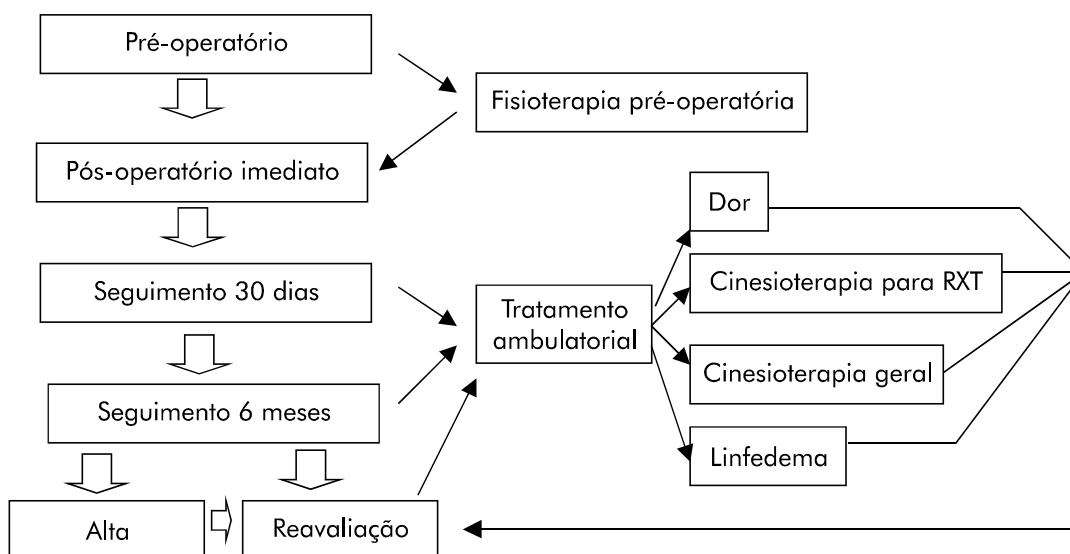 Pré-operatório
Fisioterapia pré-operatória
Pós-operatório imediato
Dor
Seguimento 30 dias
Cinesioterapia para RXT
Tratamento
ambulatorial
Cinesioterapia geral
Seguimento 6 meses
Linfedema
Alta
Reavaliação